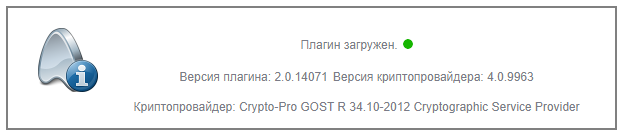 Плагин загружен.
Версия плагина: 2.0.14071 Версия криптопровайдера: 4.0.9963
Криптопровайдер: Crypto-Pro GOST R 34.10-2012 Cryptographic Service Provider